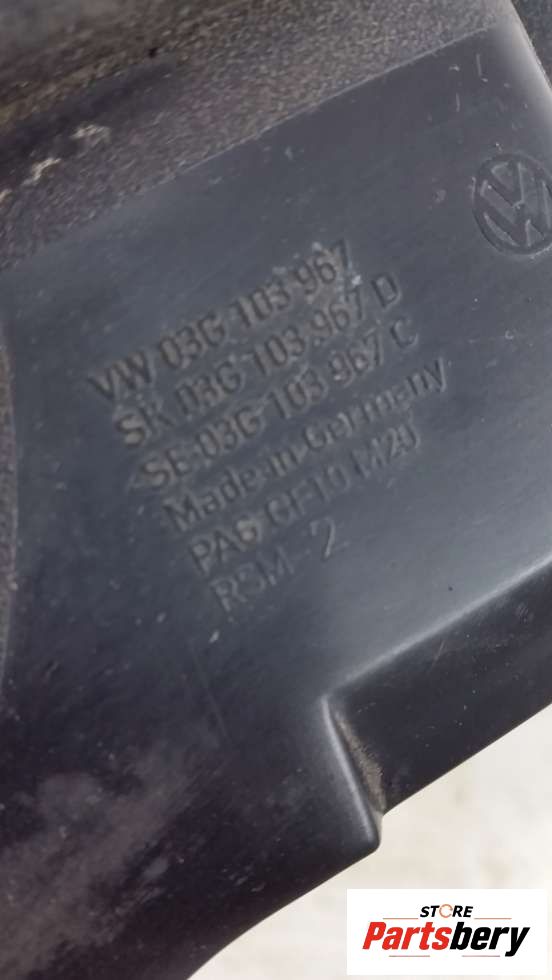 VW
VW 03G 103 967
SK 03G 103 967 D
SE 03G 103 967 C
Made in Germany
PA6 GF10 M20
RSM-2
STORE
Partsbery